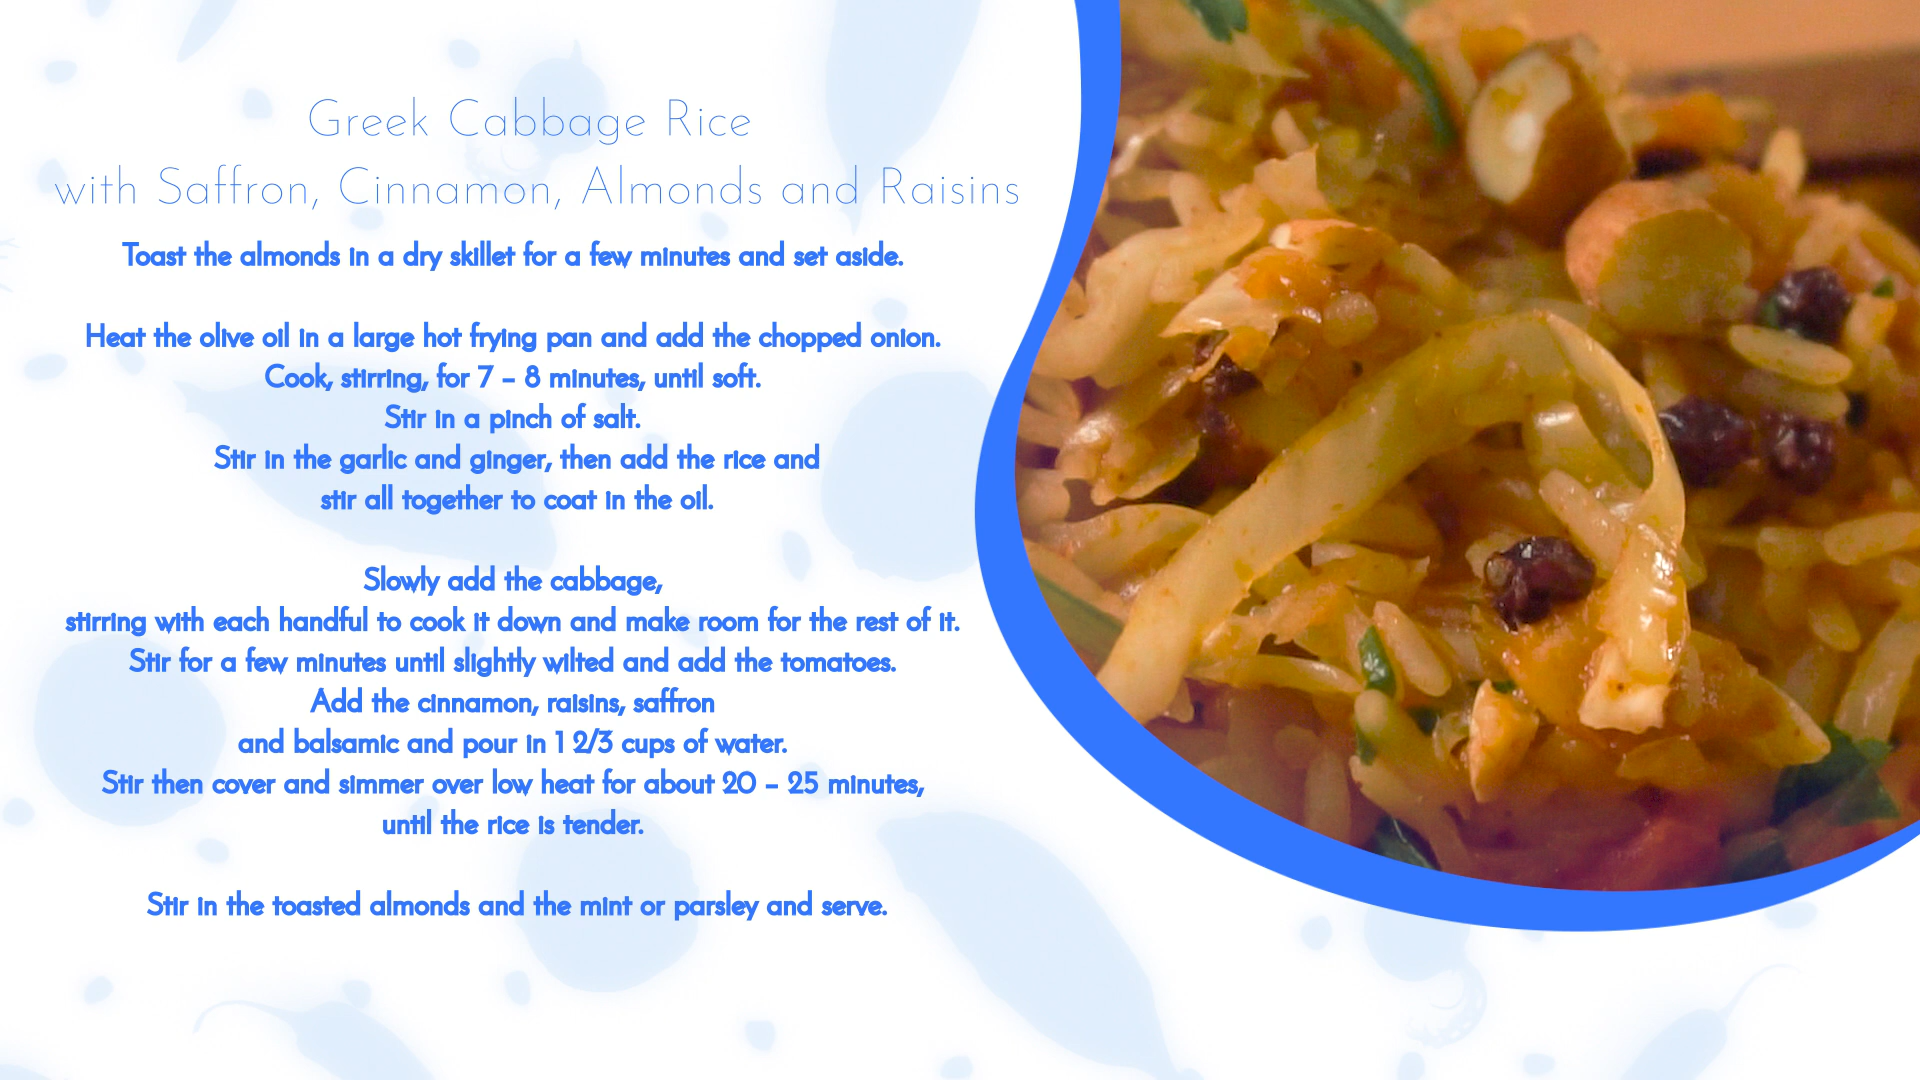 Greek Cabbage Rice
with Saffron, Cinnamon, Almonds and Raisins
Toast the almonds in a dry skillet for a few minutes and set aside.
Heat the olive oil in a large hot frying pan and add the chopped onion.
Cook, stirring, for 7 – 8 minutes, until soft.
Stir in a pinch of salt.
Stir in the garlic and ginger, then add the rice and
stir all together to coat in the oil.
Slowly add the cabbage,
stirring with each handful to cook it down and make room for the rest of it.
Stir for a few minutes until slightly wilted and add the tomatoes.
Add the cinnamon, raisins, saffron
and balsamic and pour in 1 2/3 cups of water.
Stir then cover and simmer over low heat for about 20 – 25 minutes,
until the rice is tender.
Stir in the toasted almonds and the mint or parsley and serve.